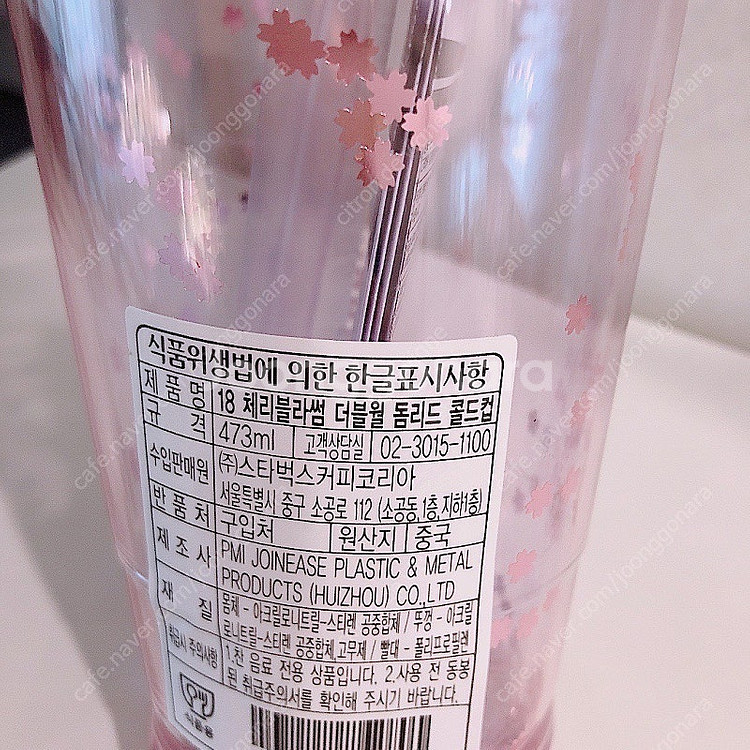 식품위생법에 의한 한글표시사항
제품명 18 체리블라썸 더블월 돔리드 콜드컵
규격 473ml 고객상담실 02-3015-1100
수입판매원 (주)스타벅스커피코리아
서울특별시 중구 소공로 112 (소공동,1층,지하1층)
반품처 구입처 원산지 중국
제조사 PMI JOINEASE PLASTIC & METAL
PRODUCTS (HUIZHOU) CO.,LTD
재질 몸체 - 아크릴로니트릴-스티렌 공중합체 / 뚜껑 - 아크릴
로니트릴-스티렌 공중합체,고무제 / 빨대 - 폴리프로필렌
취급시 주의사항 1.찬 음료 전용 상품입니다. 2.사용 전 동봉
된 취급주의서를 확인해 주시기 바랍니다.
식품용
cafe.naver.com/joonggonara